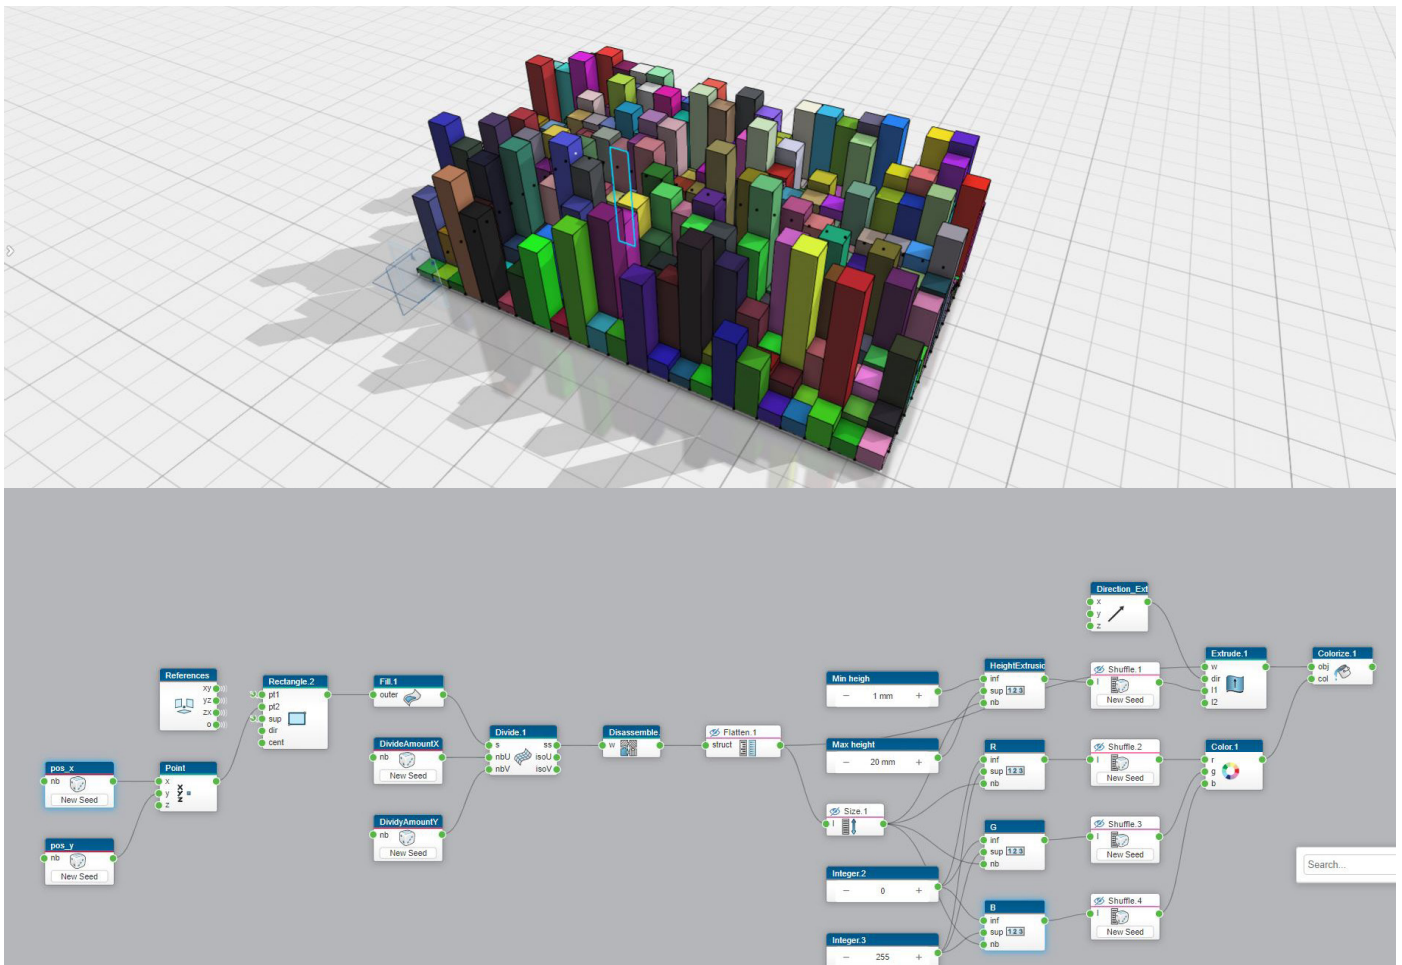 Direction_Ext
x
y
z
References
xy
yz
zx
o
Rectangle.2
pt1
pt2
sup
dir
cent
Fill.1
outer
Min heigh
− 1 mm +
HeightExtrusic
inf
sup 123
nb
Shuffle.1
l
New Seed
Extrude.1
w
dir
l1
l2
Colorize.1
obj
col
DivideAmountX
nb
New Seed
Divide.1
s ss
nbU isoU
nbV isoV
Disassemble
w
Flatten.1
struct
Max height
− 20 mm +
R
inf
sup 123
nb
Shuffle.2
l
New Seed
Color.1
r
g
b
pos_x
nb
New Seed
Point
x
y
z
DividyAmountY
nb
New Seed
Size.1
l
G
inf
sup 123
nb
Shuffle.3
l
New Seed
pos_y
nb
New Seed
Search...
Integer.2
− 0 +
B
inf
sup 123
nb
Shuffle.4
l
New Seed
Integer.3
− 255 +